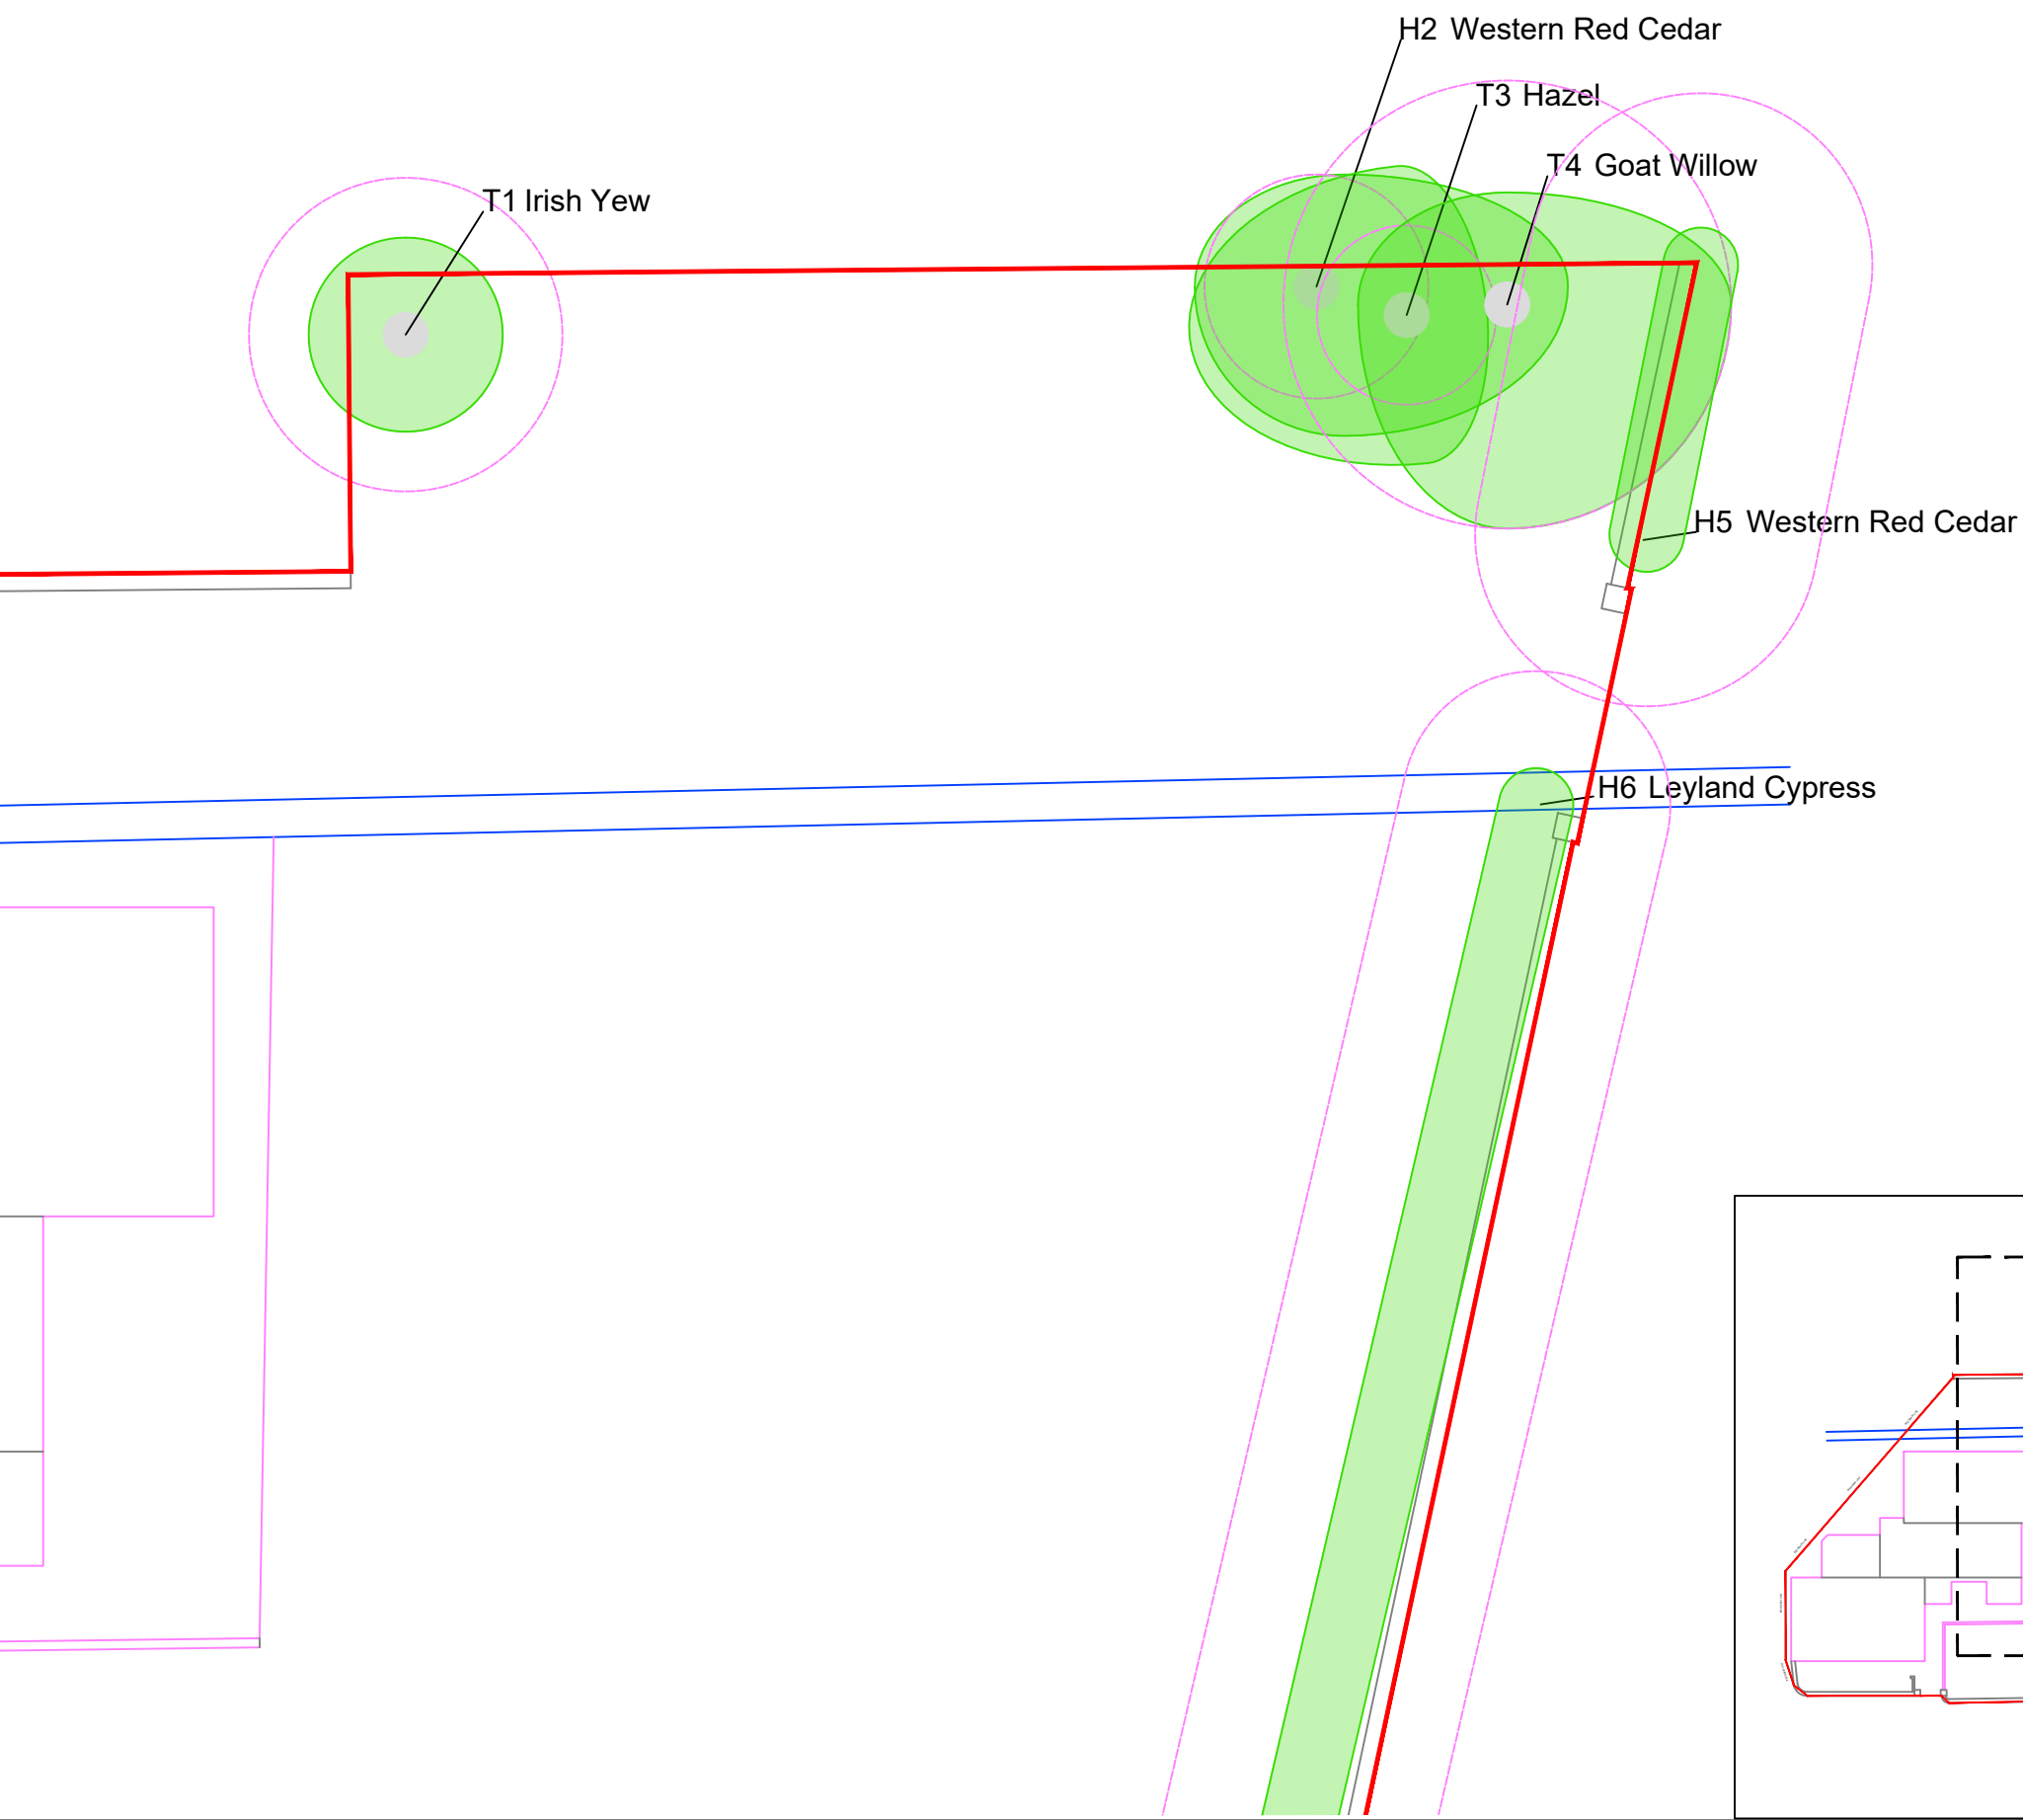 H2 Western Red Cedar
T3 Hazel
T4 Goat Willow
T1 Irish Yew
H5 Western Red Cedar
H6 Leyland Cypress